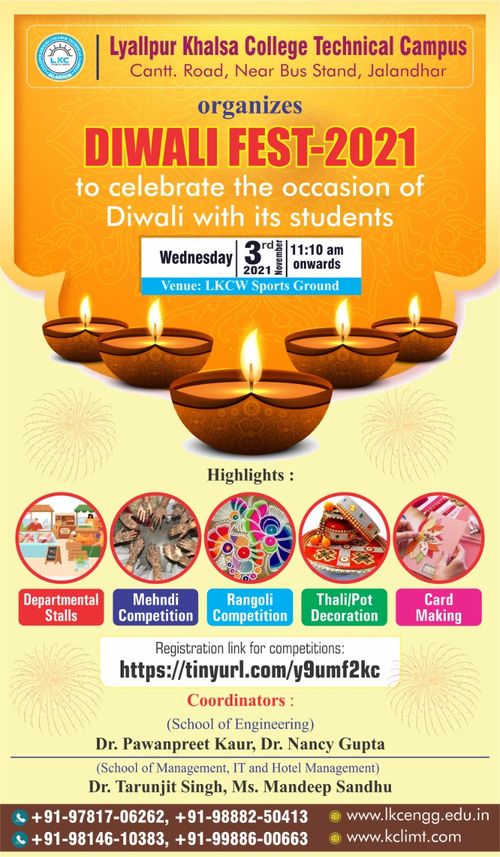 LKC
JALANDHAR
Lyallpur Khalsa College Technical Campus
Cantt. Road, Near Bus Stand, Jalandhar
organizes
DIWALI FEST-2021
to celebrate the occasion of
Diwali with its students
Wednesday 3rd November 2021 11:10 am onwards
Venue: LKCW Sports Ground
Highlights :
Departmental Stalls
Mehndi Competition
Rangoli Competition
Thali/Pot Decoration
Card Making
Registration link for competitions:
https://tinyurl.com/y9umf2kc
Coordinators :
(School of Engineering)
Dr. Pawanpreet Kaur, Dr. Nancy Gupta
(School of Management, IT and Hotel Management)
Dr. Tarunjit Singh, Ms. Mandeep Sandhu
+91-97817-06262, +91-98882-50413 www.lkcengg.edu.in
+91-98146-10383, +91-99886-00663 www.kclimt.com